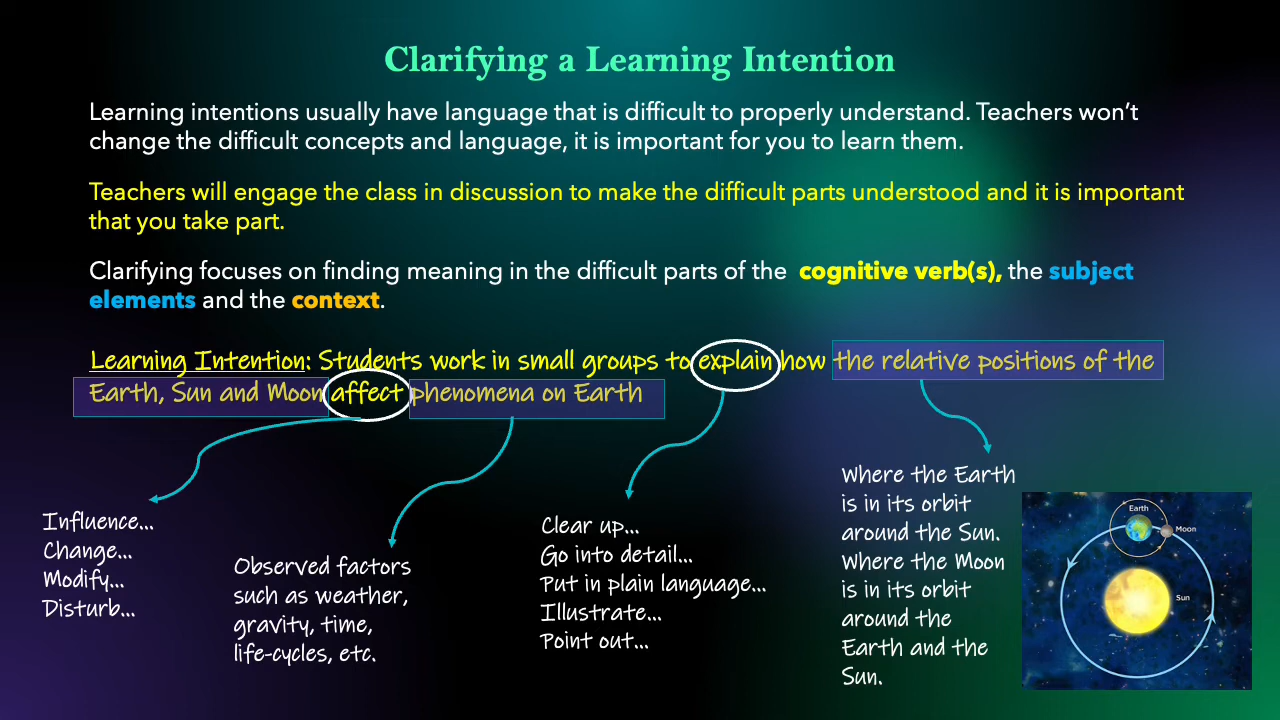 Clarifying a Learning Intention
Learning intentions usually have language that is difficult to properly understand. Teachers won’t
change the difficult concepts and language, it is important for you to learn them.
Teachers will engage the class in discussion to make the difficult parts understood and it is important
that you take part.
Clarifying focuses on finding meaning in the difficult parts of the cognitive verb(s), the subject
elements and the context.
Learning Intention: Students work in small groups to explain how the relative positions of the
Earth, Sun and Moon affect phenomena on Earth
Influence...
Change...
Modify...
Disturb...
Observed factors
such as weather,
gravity, time,
life-cycles, etc.
Clear up...
Go into detail...
Put in plain language...
Illustrate...
Point out...
Where the Earth
is in its orbit
around the Sun.
Where the Moon
is in its orbit
around the
Earth and the
Sun.
Earth
Moon
Sun